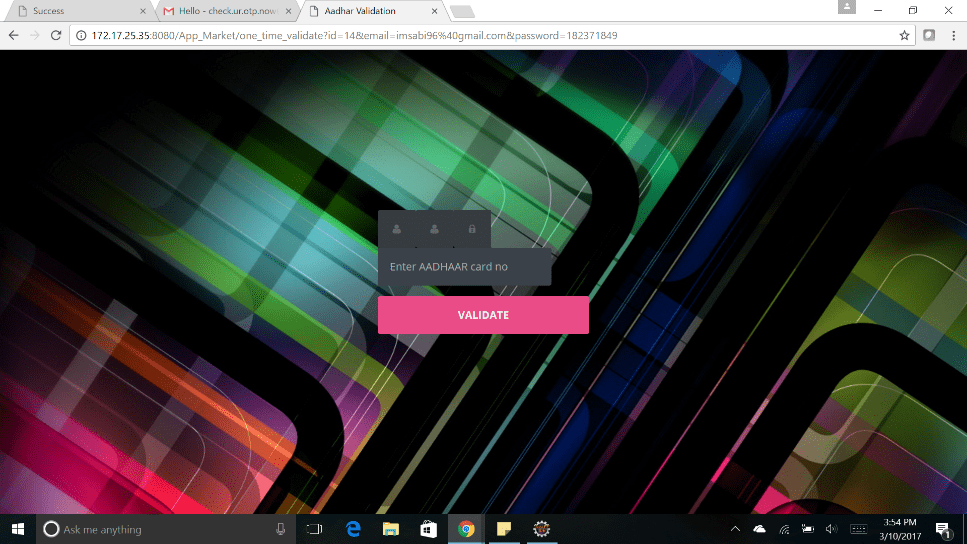 Success
Hello - check.ur.otp.now
Aadhar Validation
172.17.25.35:8080/App_Market/one_time_validate?id=14&email=imsabi96%40gmail.com&password=182371849
Enter AADHAAR card no
VALIDATE
Ask me anything
3:54 PM
3/10/2017
1